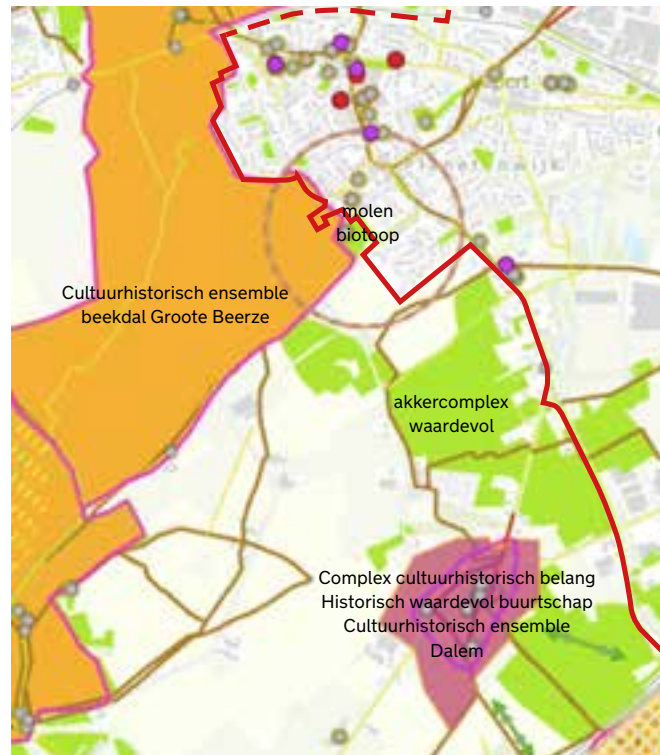 molen
biotoop
Cultuurhistorisch ensemble
beekdal Groote Beerze
akkercomplex
waardevol
Complex cultuurhistorisch belang
Historisch waardevol buurtschap
Cultuurhistorisch ensemble
Dalem